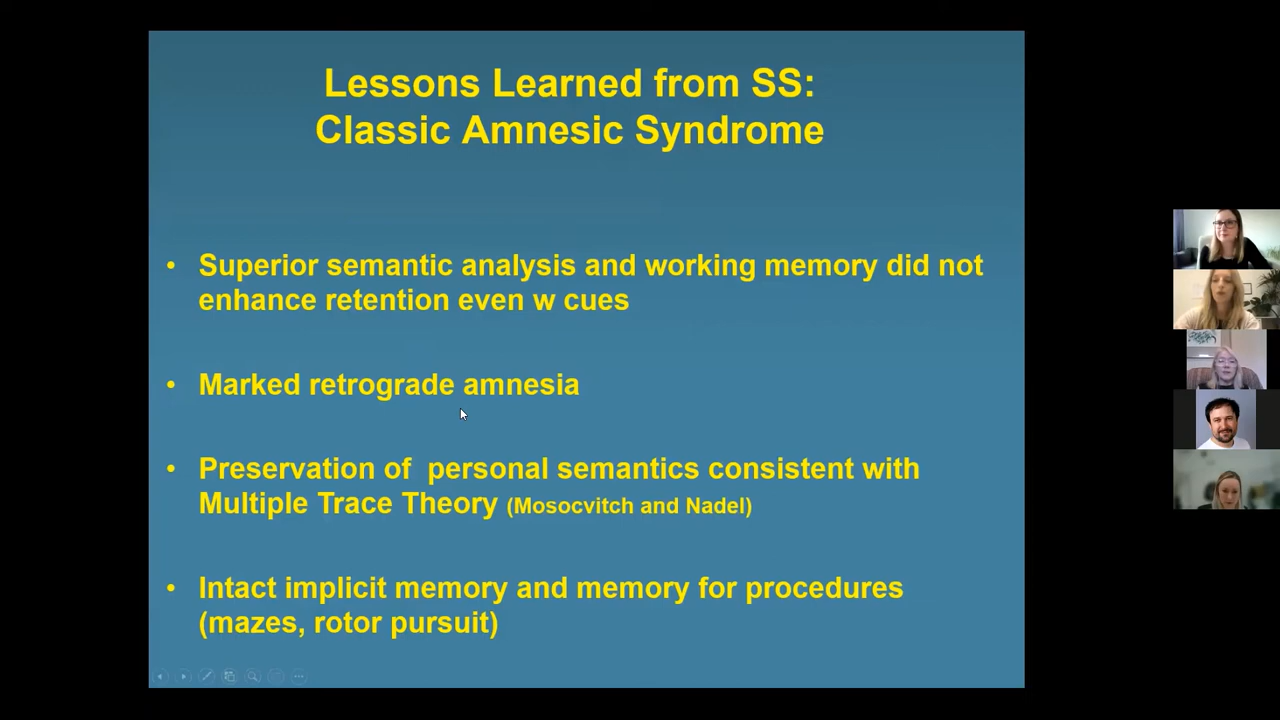 Lessons Learned from SS:
Classic Amnesic Syndrome
• Superior semantic analysis and working memory did not
enhance retention even w cues
• Marked retrograde amnesia
• Preservation of  personal semantics consistent with
Multiple Trace Theory (Mosocvitch and Nadel)
• Intact implicit memory and memory for procedures
(mazes, rotor pursuit)